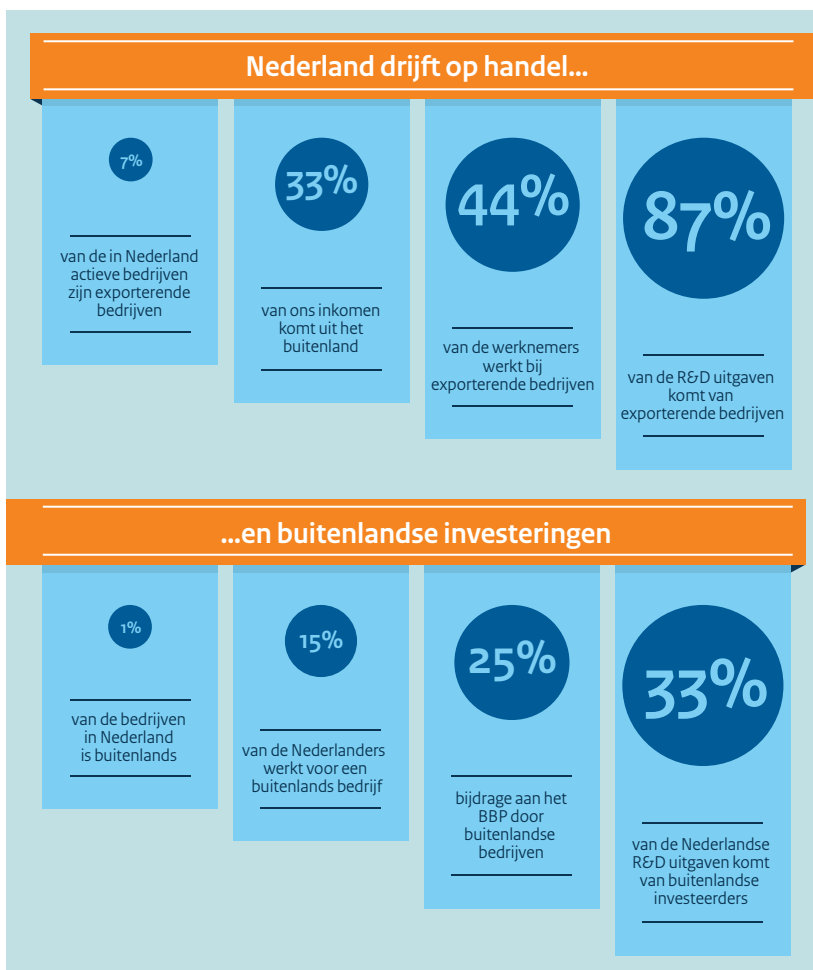 Nederland drijft op handel...
7%
van de in Nederland
actieve bedrijven
zijn exporterende
bedrijven
33%
van ons inkomen
komt uit het
buitenland
44%
van de werknemers
werkt bij
exporterende bedrijven
87%
van de R&D uitgaven
komt van
exporterende bedrijven
...en buitenlandse investeringen
1%
van de bedrijven
in Nederland
is buitenlands
15%
van de Nederlanders
werkt voor een
buitenlands bedrijf
25%
bijdrage aan het
BBP door
buitenlandse
bedrijven
33%
van de Nederlandse
R&D uitgaven komt
van buitenlandse
investeerders